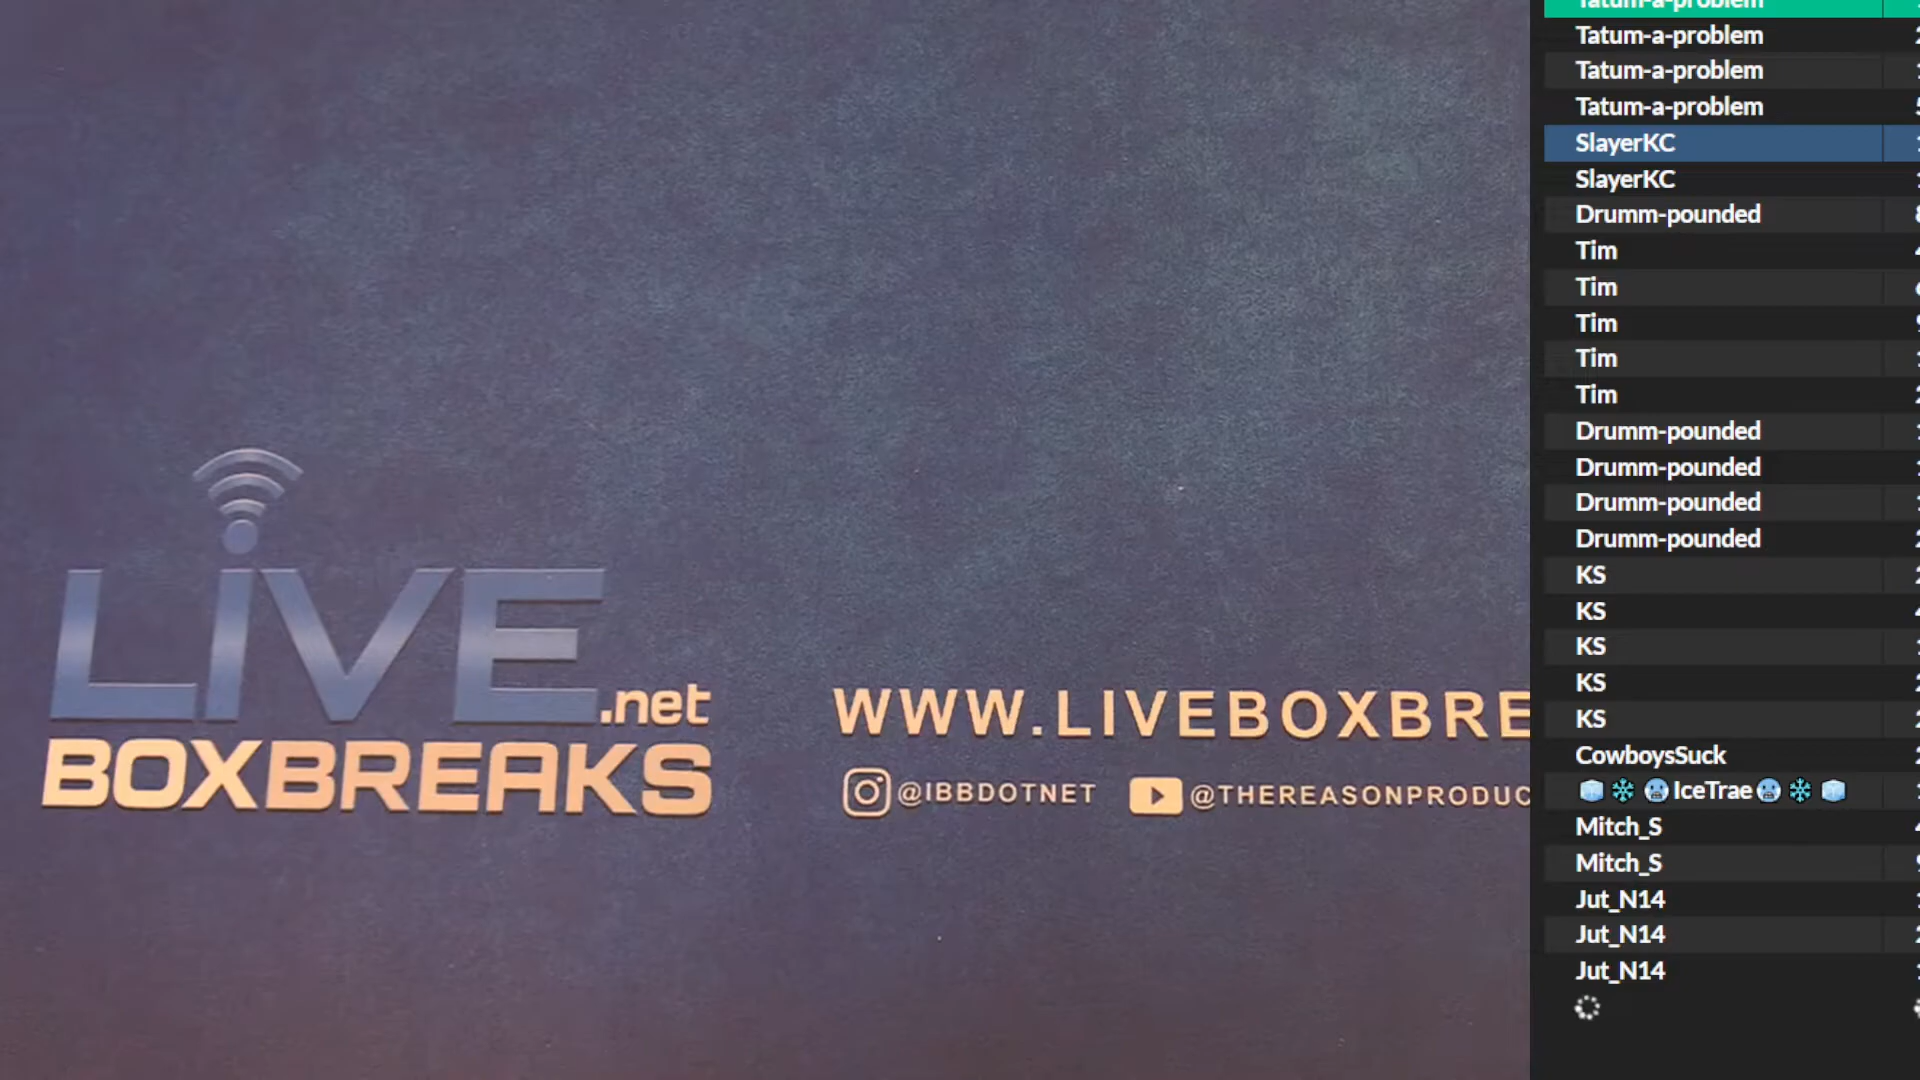 LIVE.net
BOXBREAKS
WWW.LIVEBOXBRE
@IBBDOTNET
@THEREASONPRODUC
Tatum-a-problem
Tatum-a-problem
Tatum-a-problem
Tatum-a-problem
SlayerKC
SlayerKC
Drumm-pounded
Tim
Tim
Tim
Tim
Tim
Drumm-pounded
Drumm-pounded
Drumm-pounded
Drumm-pounded
KS
KS
KS
KS
KS
CowboysSuck
🧊❄️🥶IceTrae🥶❄️🧊
Mitch_S
Mitch_S
Jut_N14
Jut_N14
Jut_N14